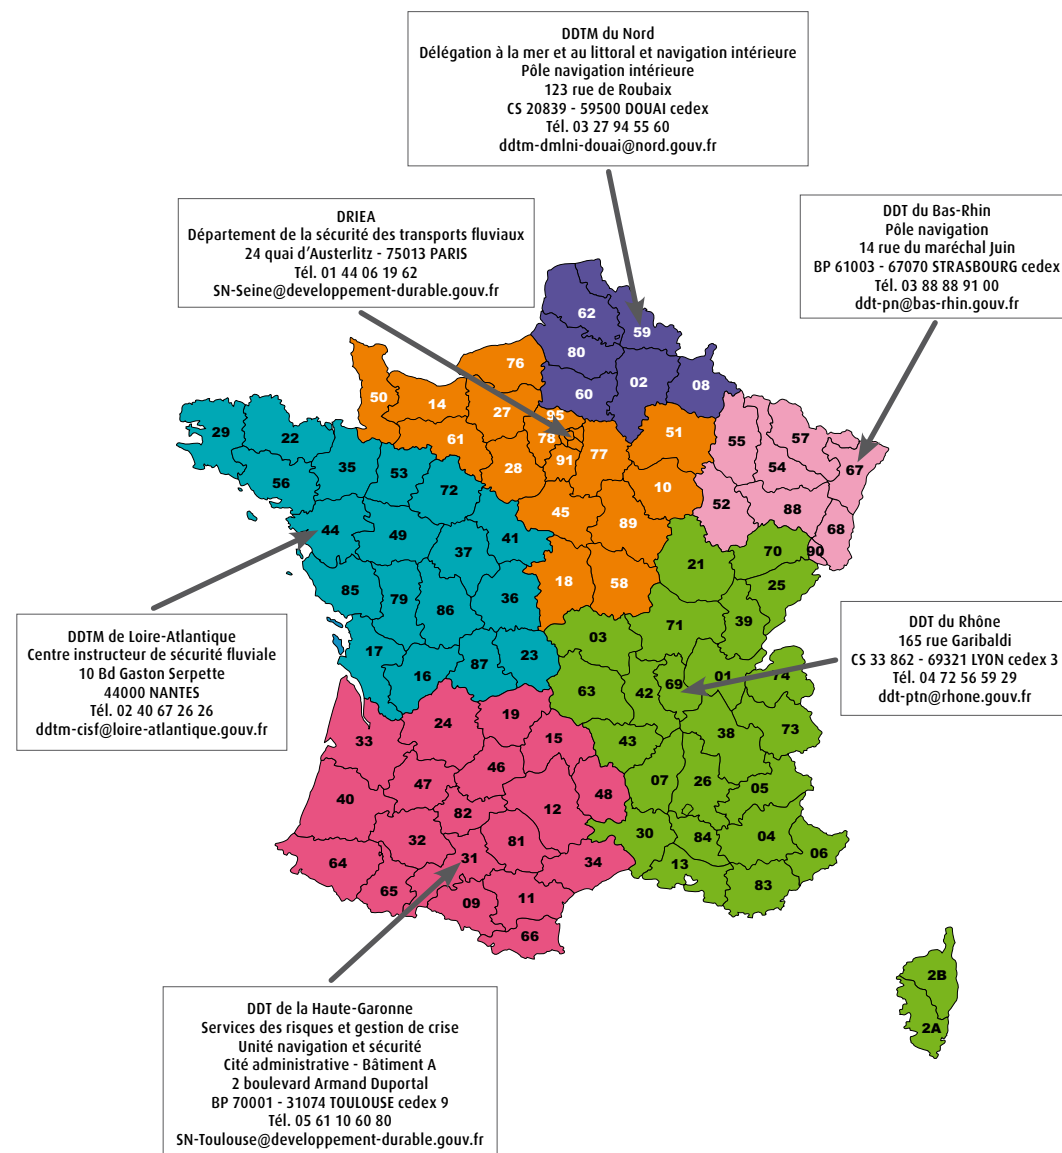 DDTM du Nord
Délégation à la mer et au littoral et navigation intérieure
Pôle navigation intérieure
123 rue de Roubaix
CS 20839 - 59500 DOUAI cedex
Tél. 03 27 94 55 60
ddtm-dmlni-douai@nord.gouv.fr
DRIEA
Département de la sécurité des transports fluviaux
24 quai d'Austerlitz - 75013 PARIS
Tél. 01 44 06 19 62
SN-Seine@developpement-durable.gouv.fr
DDT du Bas-Rhin
Pôle navigation
14 rue du maréchal Juin
BP 61003 - 67070 STRASBOURG cedex
Tél. 03 88 88 91 00
ddt-pn@bas-rhin.gouv.fr
62
59
80
76
60
02
08
50
14
27
95
61
78
91
77
51
28
10
55
57
54
67
52
88
68
90
29
22
35
53
56
72
45
89
44
49
37
41
18
58
21
70
25
85
79
86
36
71
39
03
17
16
87
23
63
42
69
01
74
DDTM de Loire-Atlantique
Centre instructeur de sécurité fluviale
10 Bd Gaston Serpette
44000 NANTES
Tél. 02 40 67 26 26
ddtm-cisf@loire-atlantique.gouv.fr
DDT du Rhône
165 rue Garibaldi
CS 33 862 - 69321 LYON cedex 3
Tél. 04 72 56 59 29
ddt-ptn@rhone.gouv.fr
24
19
15
33
43
38
73
46
47
40
48
07
26
05
82
12
32
81
30
84
04
06
64
31
34
13
65
09
11
83
66
2B
2A
DDT de la Haute-Garonne
Services des risques et gestion de crise
Unité navigation et sécurité
Cité administrative - Bâtiment A
2 boulevard Armand Duportal
BP 70001 - 31074 TOULOUSE cedex 9
Tél. 05 61 10 60 80
SN-Toulouse@developpement-durable.gouv.fr